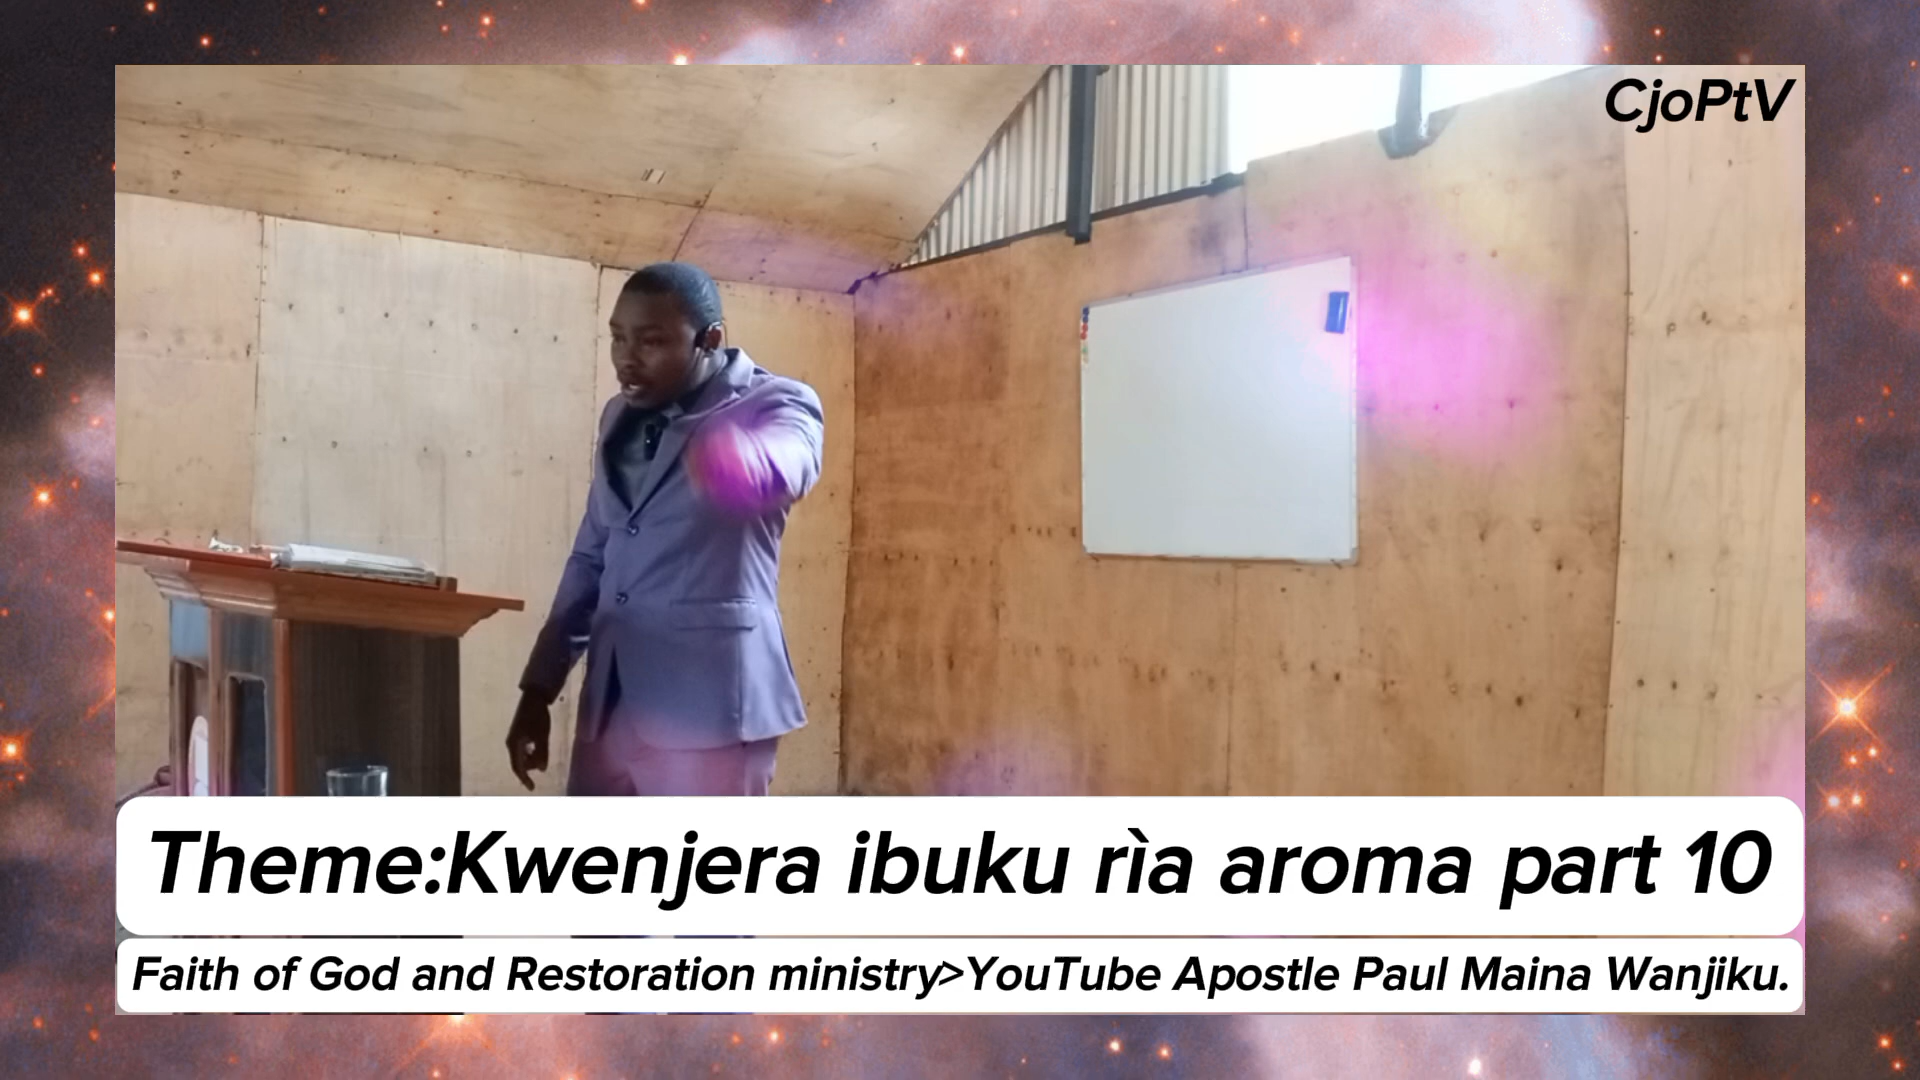 CjoPtV
Theme:Kwenjera ibuku rìa aroma part 10
Faith of God and Restoration ministry>YouTube Apostle Paul Maina Wanjiku.